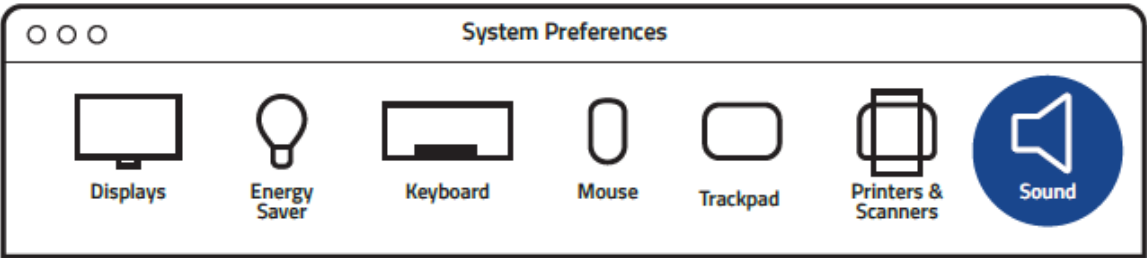 System Preferences
Displays
Energy
Saver
Keyboard
Mouse
Trackpad
Printers &
Scanners
Sound